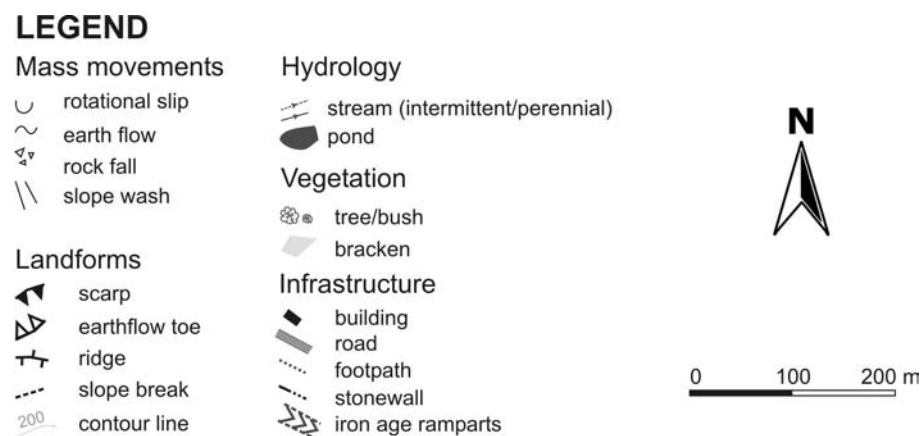 LEGEND
Mass movements
rotational slip
earth flow
rock fall
slope wash
Landforms
scarp
earthflow toe
ridge
slope break
200 contour line
Hydrology
stream (intermittent/perennial)
pond
Vegetation
tree/bush
bracken
Infrastructure
building
road
footpath
stonewall
iron age ramparts
N
0 100 200 m